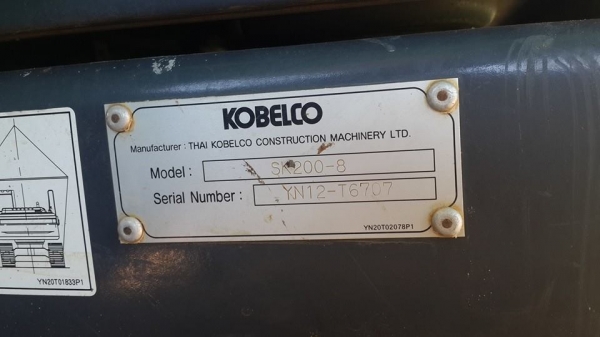 KOBELCO
Manufacturer : THAI KOBELCO CONSTRUCTION MACHINERY LTD.
Model : SK200-8
Serial Number : YN12-T6707
YN20T02078P1
YN20T01833P1